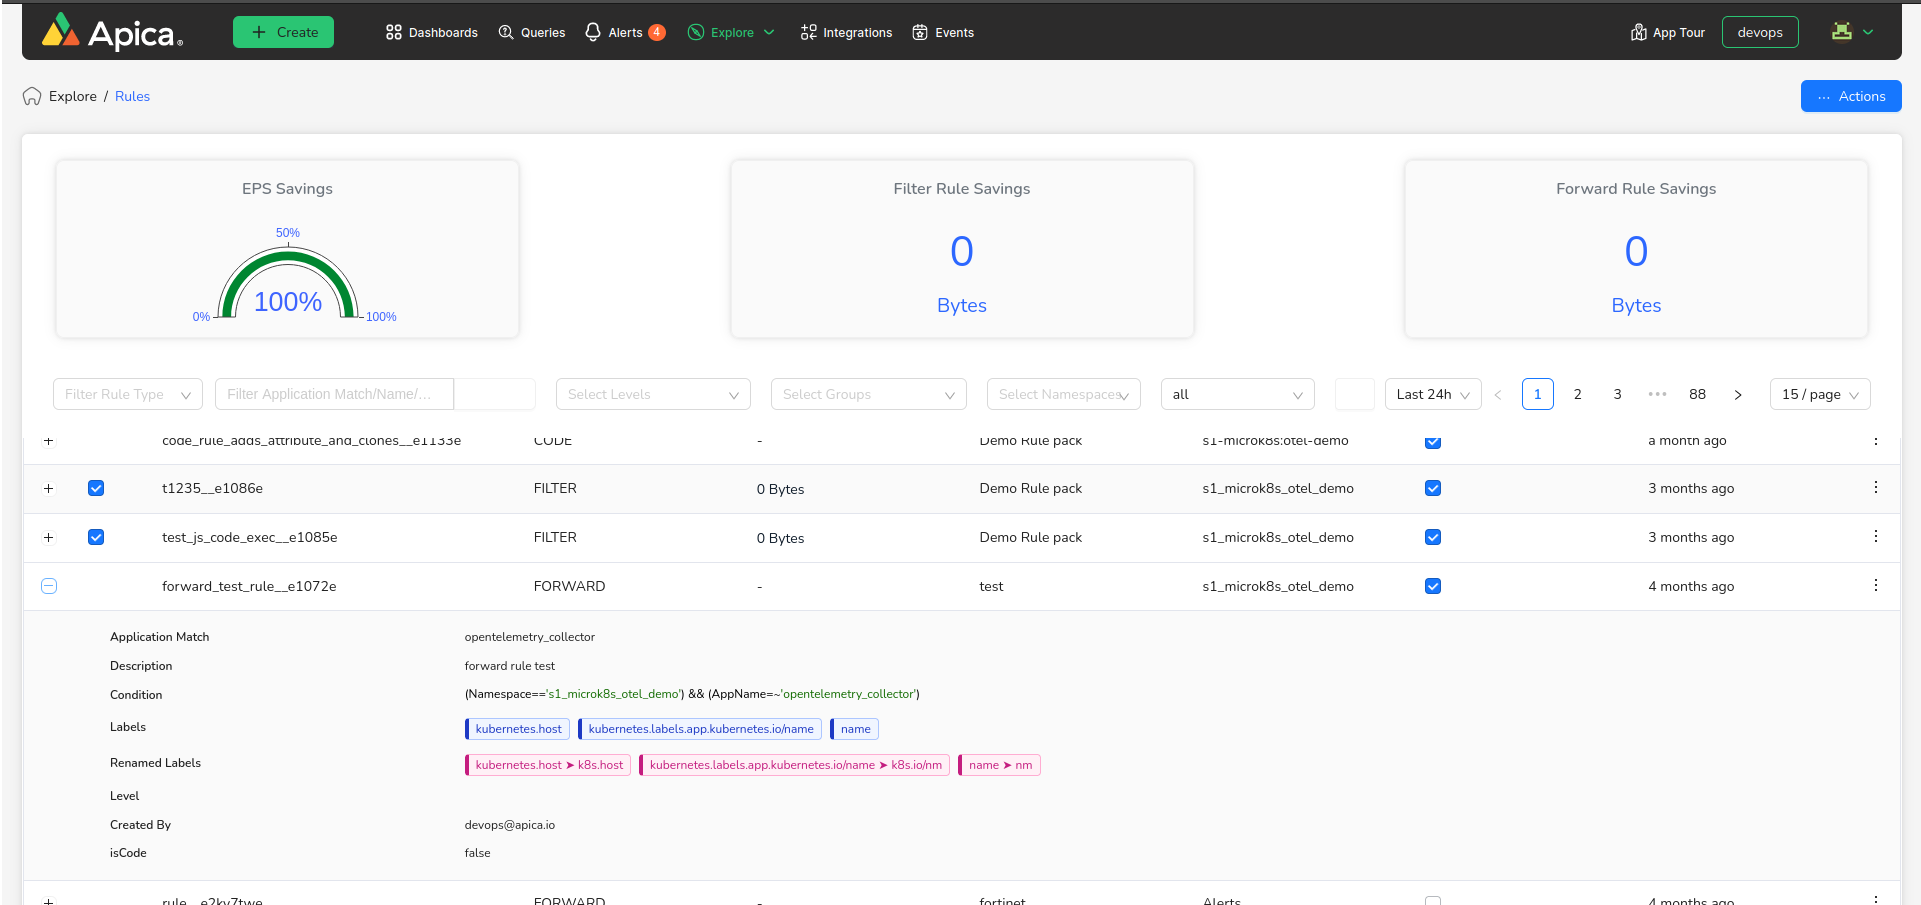 Apica®
Create
Dashboards
Queries
Alerts 4
Explore
Integrations
Events
App Tour
devops
Explore / Rules
··· Actions
EPS Savings
50%
100%
0%
100%
Filter Rule Savings
0
Bytes
Forward Rule Savings
0
Bytes
Filter Rule Type
Filter Application Match/Name/...
Select Levels
Select Groups
Select Namespaces
all
Last 24h
< 1 2 3 ••• 88 >
15 / page
+ code_rule_adds_attribute_and_clones__e1133e CODE - Demo Rule pack s1-microk8s:otel-demo a month ago
+ t1235__e1086e FILTER 0 Bytes Demo Rule pack s1_microk8s_otel_demo 3 months ago
+ test_js_code_exec__e1085e FILTER 0 Bytes Demo Rule pack s1_microk8s_otel_demo 3 months ago
forward_test_rule__e1072e FORWARD - test s1_microk8s_otel_demo 4 months ago
Application Match opentelemetry_collector
Description forward rule test
Condition (Namespace=='s1_microk8s_otel_demo') && (AppName=~'opentelemetry_collector')
Labels kubernetes.host kubernetes.labels.app.kubernetes.io/name name
Renamed Labels kubernetes.host ➤ k8s.host kubernetes.labels.app.kubernetes.io/name ➤ k8s.io/nm name ➤ nm
Level
Created By devops@apica.io
isCode false
+ rule__e2kv7twe FORWARD - fortinet Alerts 4 months ago